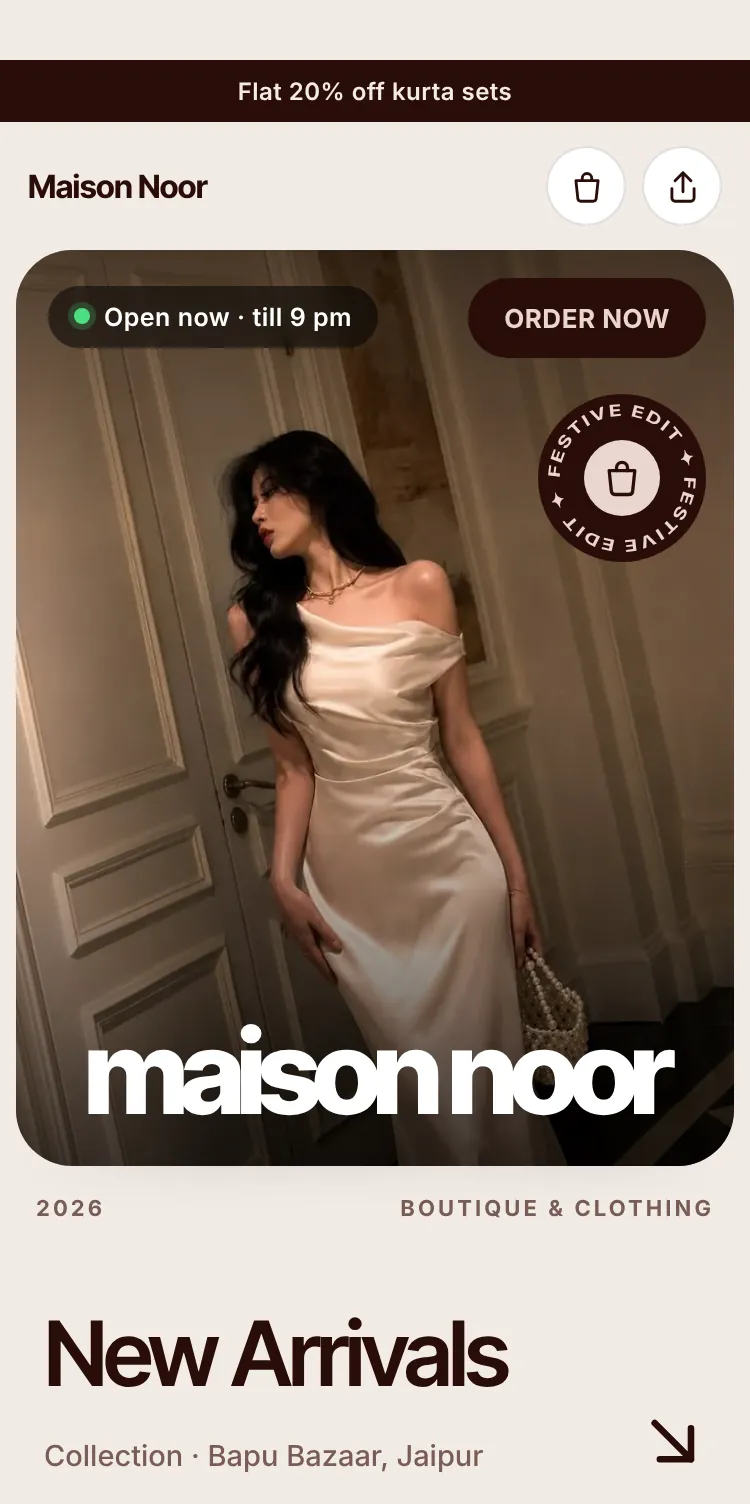 Flat 20% off kurta sets
Maison Noor
Open now · till 9 pm
ORDER NOW
FESTIVE EDIT ✦ FESTIVE EDIT ✦
maison noor
2026
BOUTIQUE & CLOTHING
New Arrivals
Collection · Bapu Bazaar, Jaipur